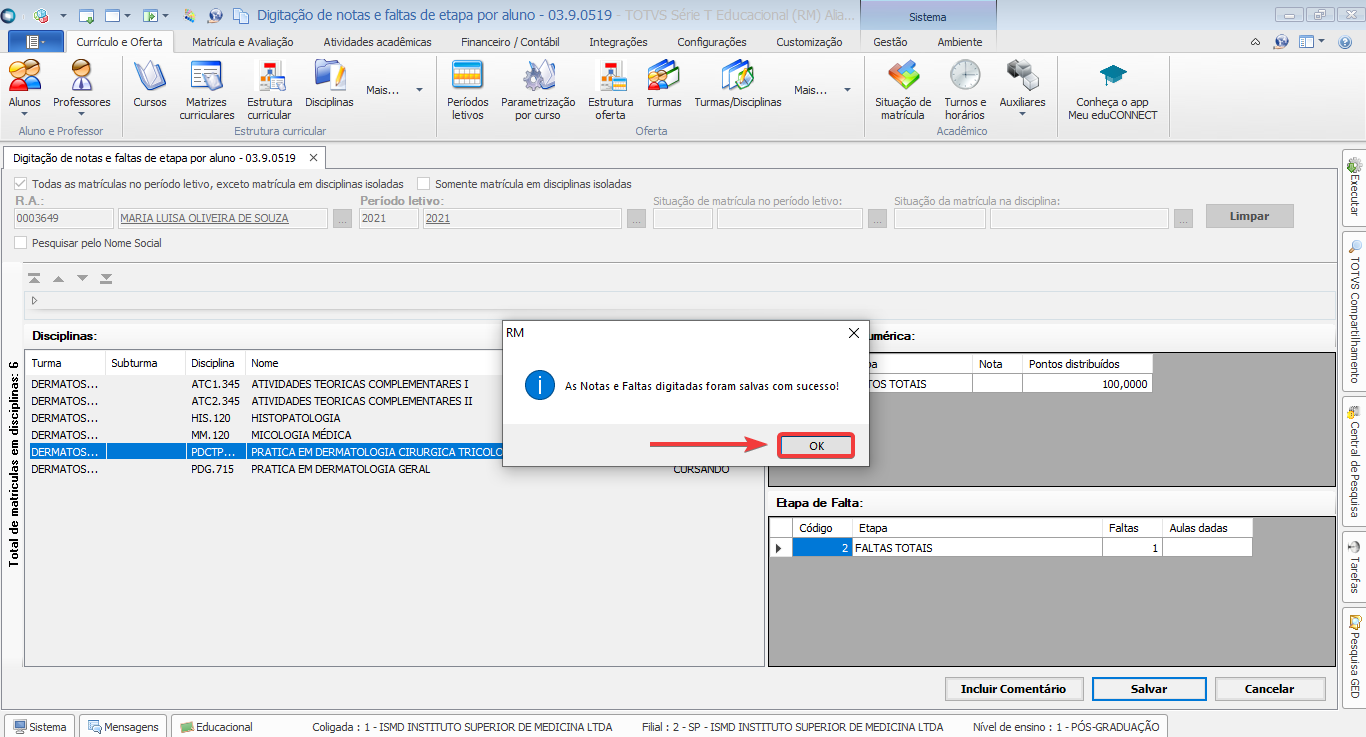 Digitação de notas e faltas de etapa por aluno - 03.9.0519 - TOTVS Série T Educacional (RM) Alia...
Sistema
Currículo e Oferta
Matrícula e Avaliação
Atividades acadêmicas
Financeiro / Contábil
Integrações
Configurações
Customização
Gestão
Ambiente
Alunos
Professores
Cursos
Matrizes curriculares
Estrutura curricular
Disciplinas
Mais...
Períodos letivos
Parametrização por curso
Estrutura oferta
Turmas
Turmas/Disciplinas
Mais...
Situação de matrícula
Turnos e horários
Auxiliares
Conheça o app Meu eduCONNECT
Aluno e Professor
Estrutura curricular
Oferta
Acadêmico
Digitação de notas e faltas de etapa por aluno - 03.9.0519
Todas as matrículas no período letivo, exceto matrícula em disciplinas isoladas
Somente matrícula em disciplinas isoladas
R.A.:
Período letivo:
Situação de matrícula no período letivo:
Situação da matrícula na disciplina:
0003649
MARIA LUISA OLIVEIRA DE SOUZA
...
2021
2021
...
...
...
Limpar
Pesquisar pelo Nome Social
Total de matrículas em disciplinas: 6
Disciplinas:
Turma Subturma Disciplina Nome
DERMATOS... ATC1.345 ATIVIDADES TEORICAS COMPLEMENTARES I
DERMATOS... ATC2.345 ATIVIDADES TEORICAS COMPLEMENTARES II
DERMATOS... HIS.120 HISTOPATOLOGIA
DERMATOS... MM.120 MICOLOGIA MÉDICA
DERMATOS... PDCTP... PRATICA EM DERMATOLOGIA CIRURGICA TRICOLO
DERMATOS... PDG.715 PRATICA EM DERMATOLOGIA GERAL CURSANDO
RM
As Notas e Faltas digitadas foram salvas com sucesso!
OK
umérica:
pa Nota Pontos distribuídos
TOS TOTAIS 100,0000
Etapa de Falta:
Código Etapa Faltas Aulas dadas
2 FALTAS TOTAIS 1
Incluir Comentário
Salvar
Cancelar
Executar
TOTVS Compartilhamento
Central de Pesquisa
Tarefas
Pesquisa GED
Sistema
Mensagens
Educacional
Coligada : 1 - ISMD INSTITUTO SUPERIOR DE MEDICINA LTDA
Filial : 2 - SP - ISMD INSTITUTO SUPERIOR DE MEDICINA LTDA
Nível de ensino : 1 - PÓS-GRADUAÇÃO